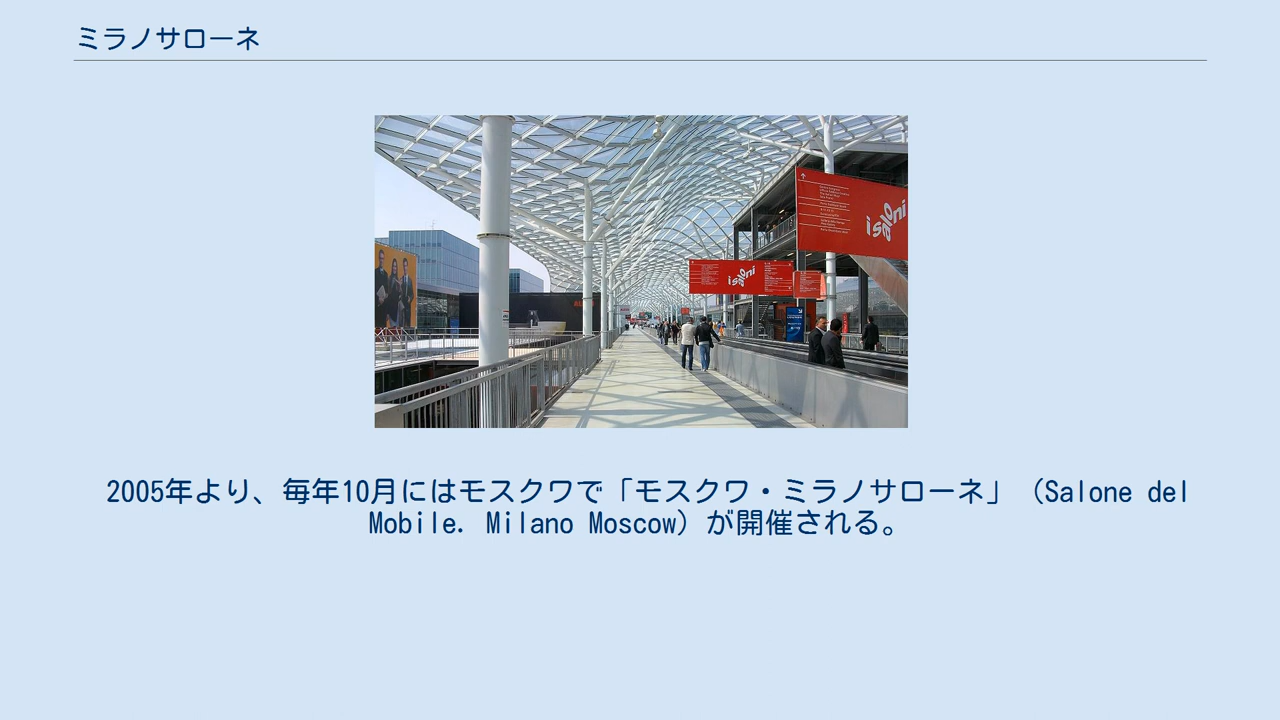 ミラノサローネ
i saloni
i saloni
2005年より、毎年10月にはモスクワで「モスクワ・ミラノサローネ」（Salone del
Mobile. Milano Moscow）が開催される。